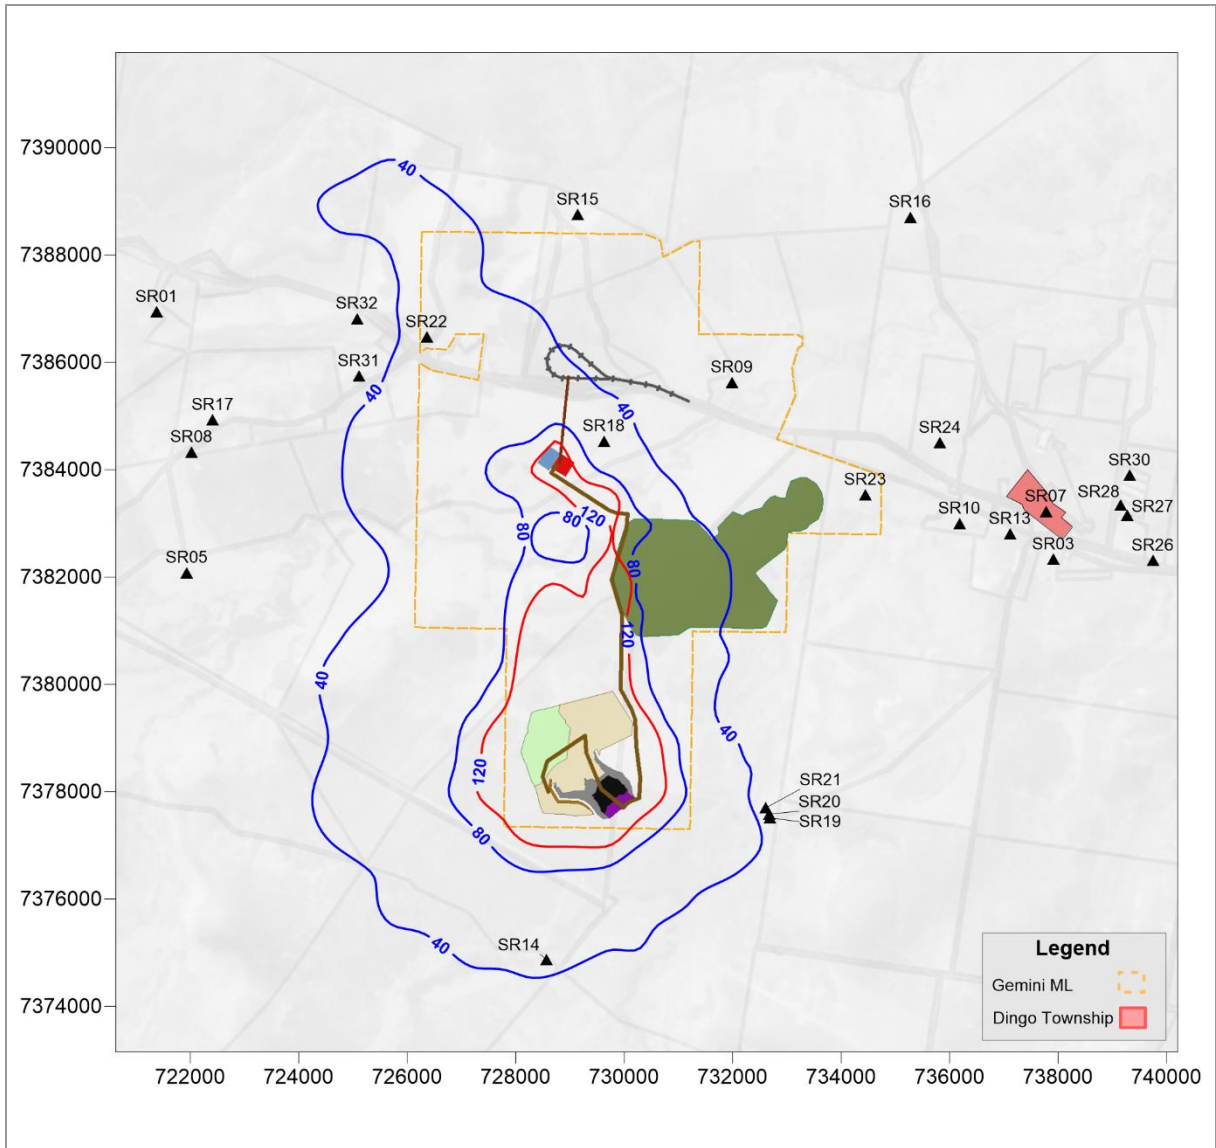 7390000
40
SR15
SR16
7388000
SR01
SR32
SR22
7386000
SR09
SR31
40
40
SR17
SR18
SR24
SR08
7384000
SR30
SR23
SR28
SR07
SR27
120
80
80
SR10
SR13
SR03
SR26
7382000
SR05
80
120
7380000
40
40
120
7378000
SR21
SR20
SR19
80
7376000
40
SR14
7374000
Legend
Gemini ML
Dingo Township
722000
724000
726000
728000
730000
732000
734000
736000
738000
740000